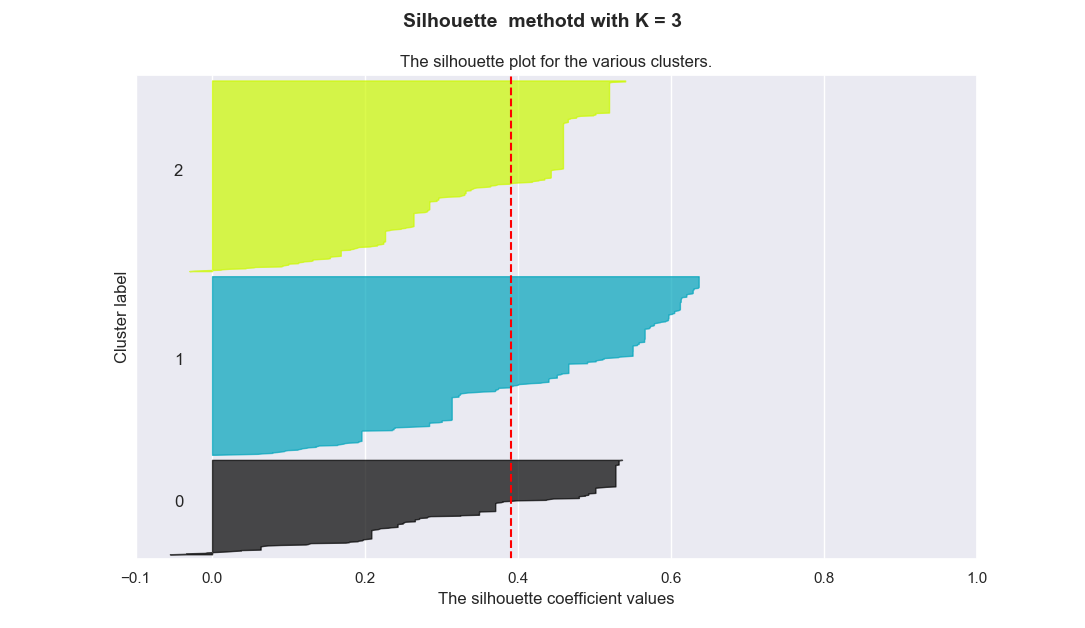 Silhouette  methotd with K = 3
The silhouette plot for the various clusters.
2
1
0
Cluster label
−0.1 0.0 0.2 0.4 0.6 0.8 1.0
The silhouette coefficient values